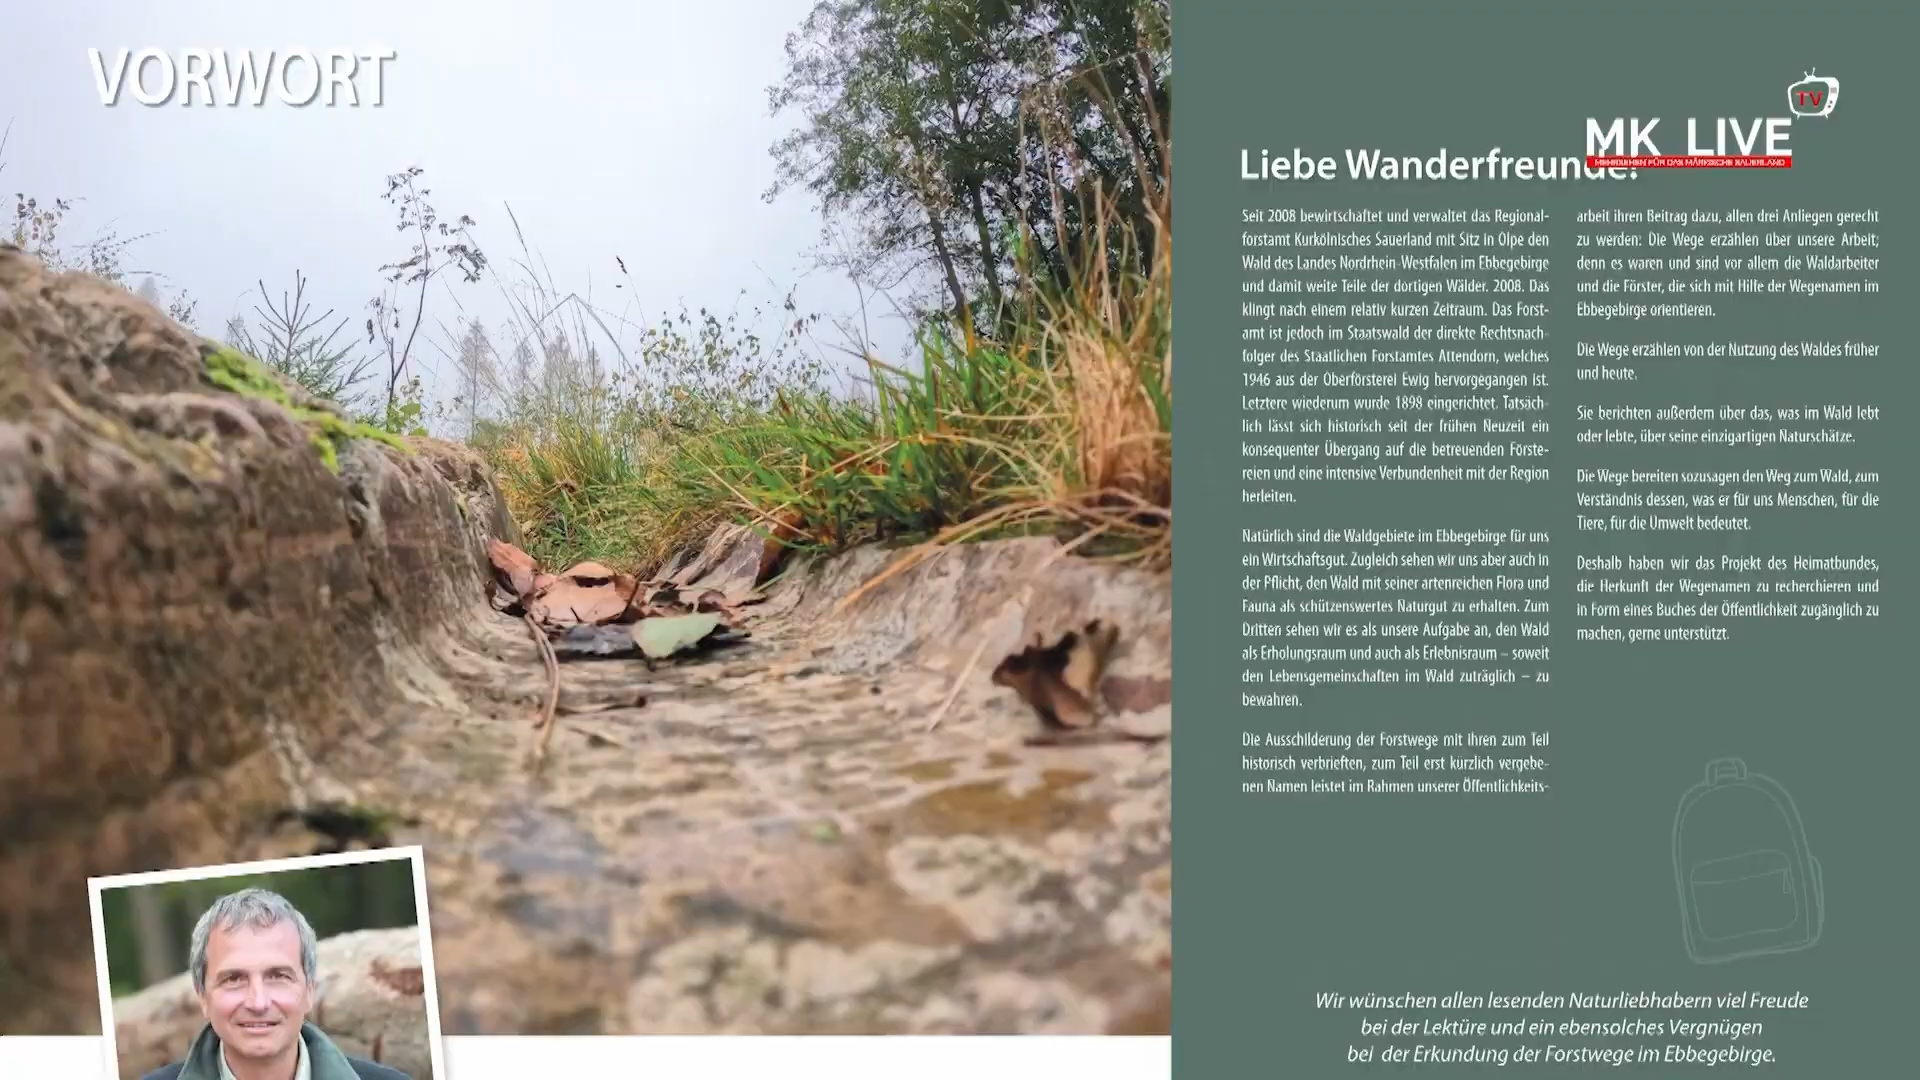 VORWORT
TV
MK LIVE
MEHRSEHEN FÜR DAS MÄRKISCHE SAUERLAND
Liebe Wanderfreunde!
Seit 2008 bewirtschaftet und verwaltet das Regional-
forstamt Kurkölnisches Sauerland mit Sitz in Olpe den
Wald des Landes Nordrhein-Westfalen im Ebbegebirge
und damit weite Teile der dortigen Wälder. 2008. Das
klingt nach einem relativ kurzen Zeitraum. Das Forst-
amt ist jedoch im Staatswald der direkte Rechtsnach-
folger des Staatlichen Forstamtes Attendorn, welches
1946 aus der Oberförsterei Ewig hervorgegangen ist.
Letztere wiederum wurde 1898 eingerichtet. Tatsäch-
lich lässt sich historisch seit der frühen Neuzeit ein
konsequenter Übergang auf die betreuenden Förste-
reien und eine intensive Verbundenheit mit der Region
herleiten.
Natürlich sind die Waldgebiete im Ebbegebirge für uns
ein Wirtschaftsgut. Zugleich sehen wir uns aber auch in
der Pflicht, den Wald mit seiner artenreichen Flora und
Fauna als schützenswertes Naturgut zu erhalten. Zum
Dritten sehen wir es als unsere Aufgabe an, den Wald
als Erholungsraum und auch als Erlebnisraum – soweit
den Lebensgemeinschaften im Wald zuträglich – zu
bewahren.
Die Ausschilderung der Forstwege mit ihren zum Teil
historisch verbrieften, zum Teil erst kürzlich vergebe-
nen Namen leistet im Rahmen unserer Öffentlichkeits-
arbeit ihren Beitrag dazu, allen drei Anliegen gerecht
zu werden: Die Wege erzählen über unsere Arbeit;
denn es waren und sind vor allem die Waldarbeiter
und die Förster, die sich mit Hilfe der Wegenamen im
Ebbegebirge orientieren.
Die Wege erzählen von der Nutzung des Waldes früher
und heute.
Sie berichten außerdem über das, was im Wald lebt
oder lebte, über seine einzigartigen Naturschätze.
Die Wege bereiten sozusagen den Weg zum Wald, zum
Verständnis dessen, was er für uns Menschen, für die
Tiere, für die Umwelt bedeutet.
Deshalb haben wir das Projekt des Heimatbundes,
die Herkunft der Wegenamen zu recherchieren und
in Form eines Buches der Öffentlichkeit zugänglich zu
machen, gerne unterstützt.
Wir wünschen allen lesenden Naturliebhabern viel Freude
bei der Lektüre und ein ebensolches Vergnügen
bei der Erkundung der Forstwege im Ebbegebirge.